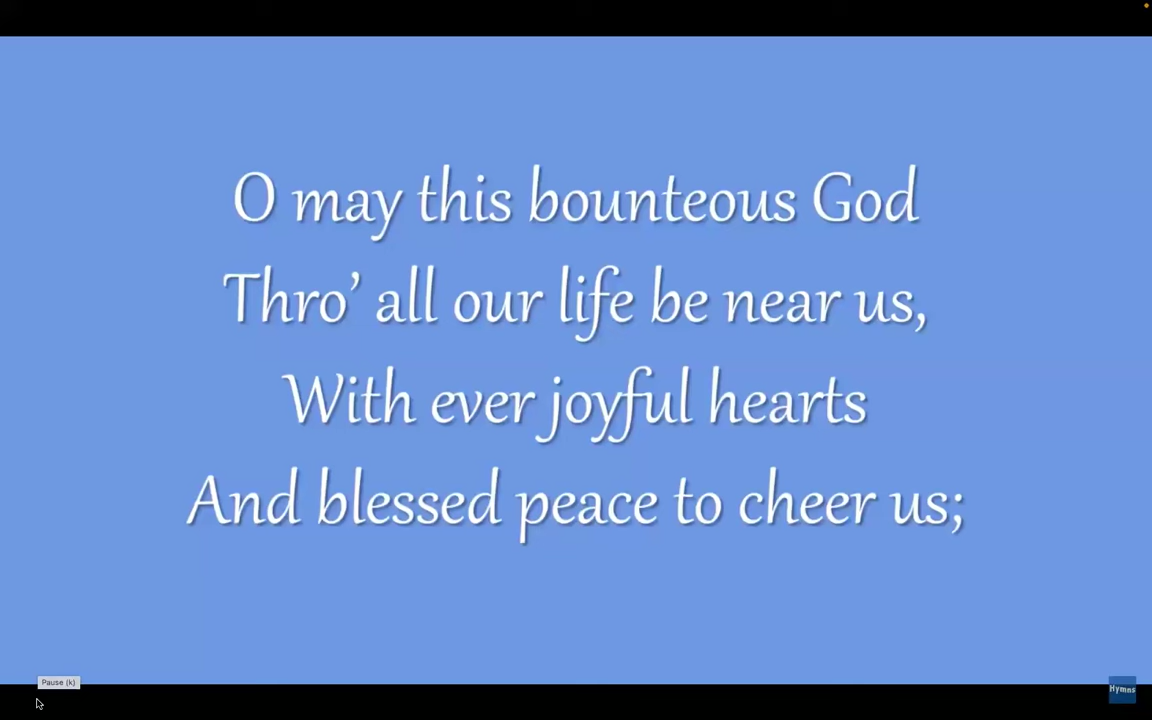 O may this bounteous God
Thro’ all our life be near us,
With ever joyful hearts
And blessed peace to cheer us;
Pause (k)
Hymns